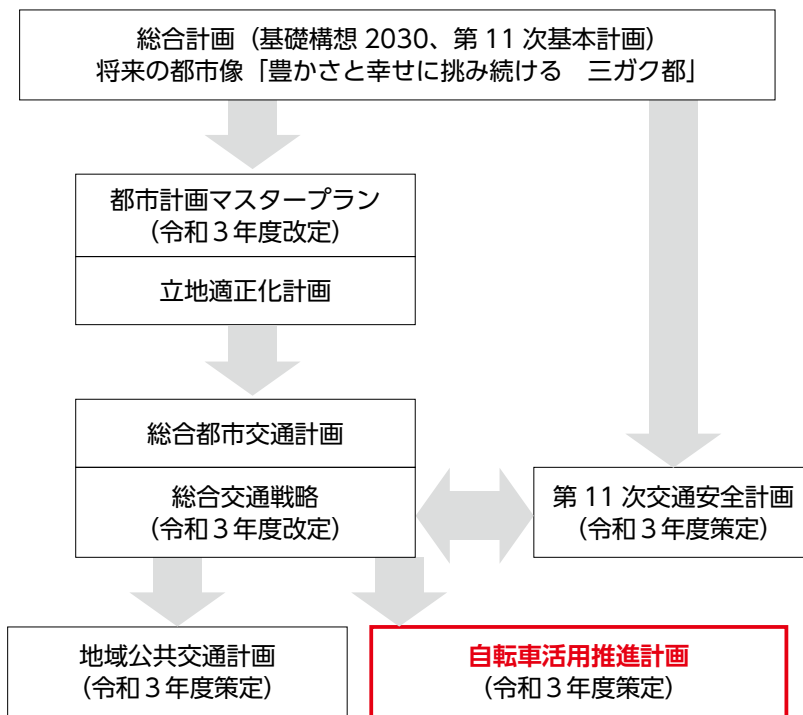 総合計画（基礎構想 2030、第 11 次基本計画）
将来の都市像「豊かさと幸せに挑み続ける　三ガク都」
都市計画マスタープラン
（令和３年度改定）
立地適正化計画
総合都市交通計画
総合交通戦略
（令和３年度改定）
第 11 次交通安全計画
（令和３年度策定）
地域公共交通計画
（令和３年度策定）
自転車活用推進計画
（令和３年度策定）